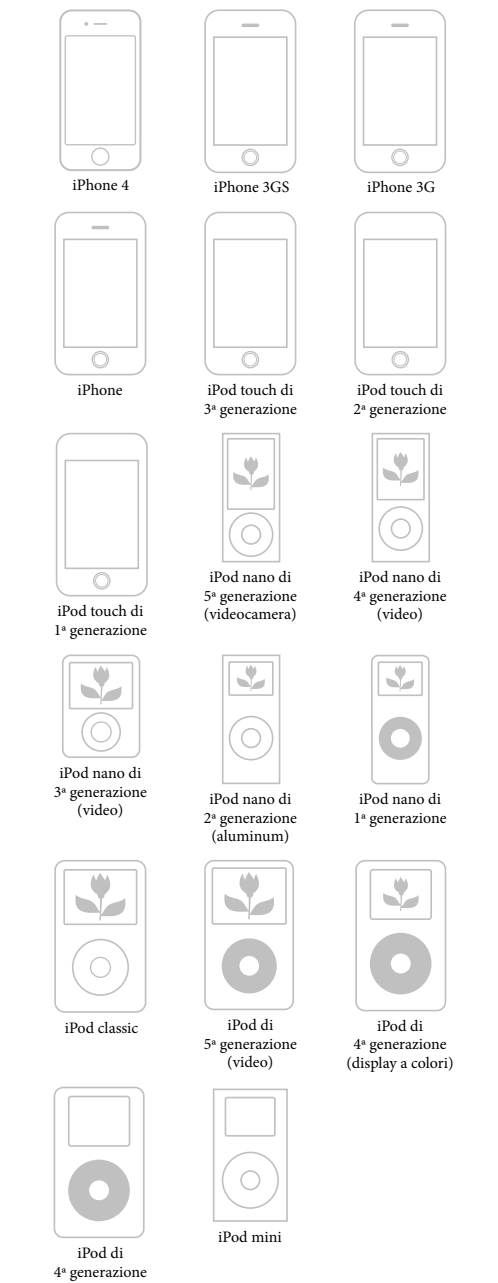 iPhone 4
iPhone 3GS
iPhone 3G
iPhone
iPod touch di
3ª generazione
iPod touch di
2ª generazione
iPod touch di
1ª generazione
iPod nano di
5ª generazione
(videocamera)
iPod nano di
4ª generazione
(video)
iPod nano di
3ª generazione
(video)
iPod nano di
2ª generazione
(aluminum)
iPod nano di
1ª generazione
iPod classic
iPod di
5ª generazione
(video)
iPod di
4ª generazione
(display a colori)
iPod di
4ª generazione
iPod mini